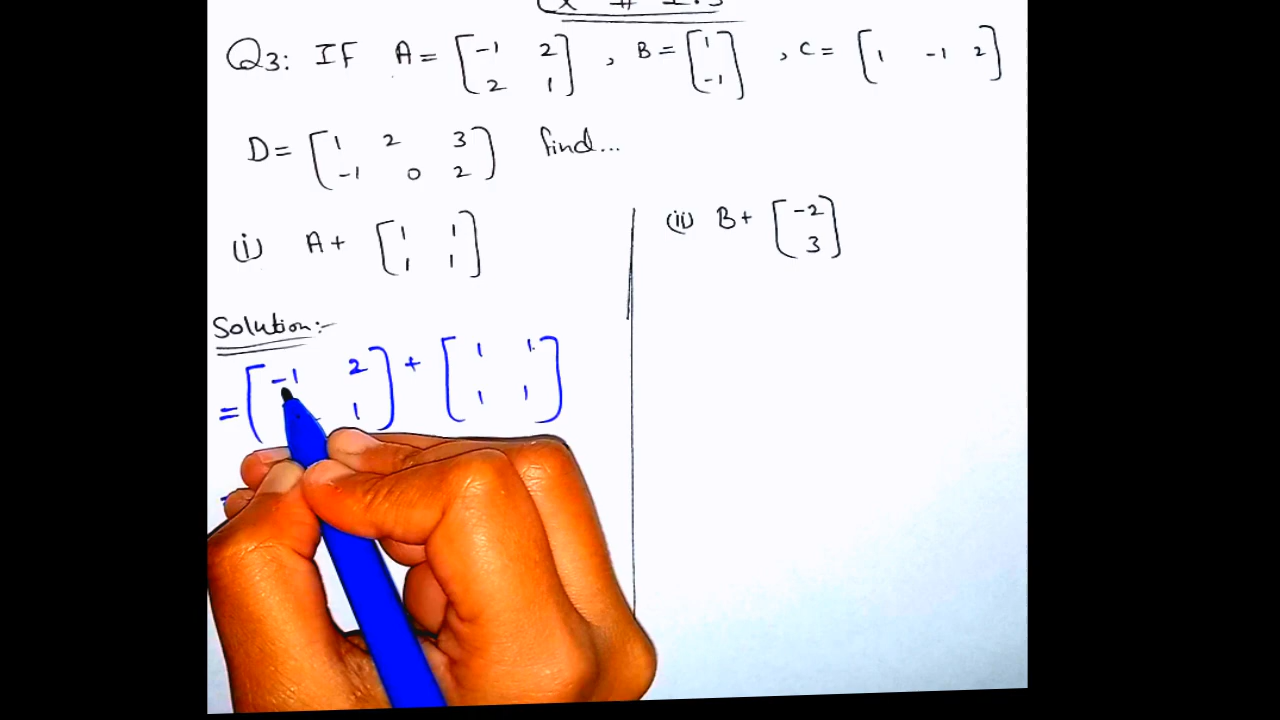 Q3: IF A = [-1 2 2 1] , B = [1 -1] , C = [1 -1 2]
D = [1 2 3 -1 0 2] find...
(i) A + [1 1 1 1]
(ii) B + [-2 3]
Solution:-
= [-1 2 1] + [1 1 1 1]